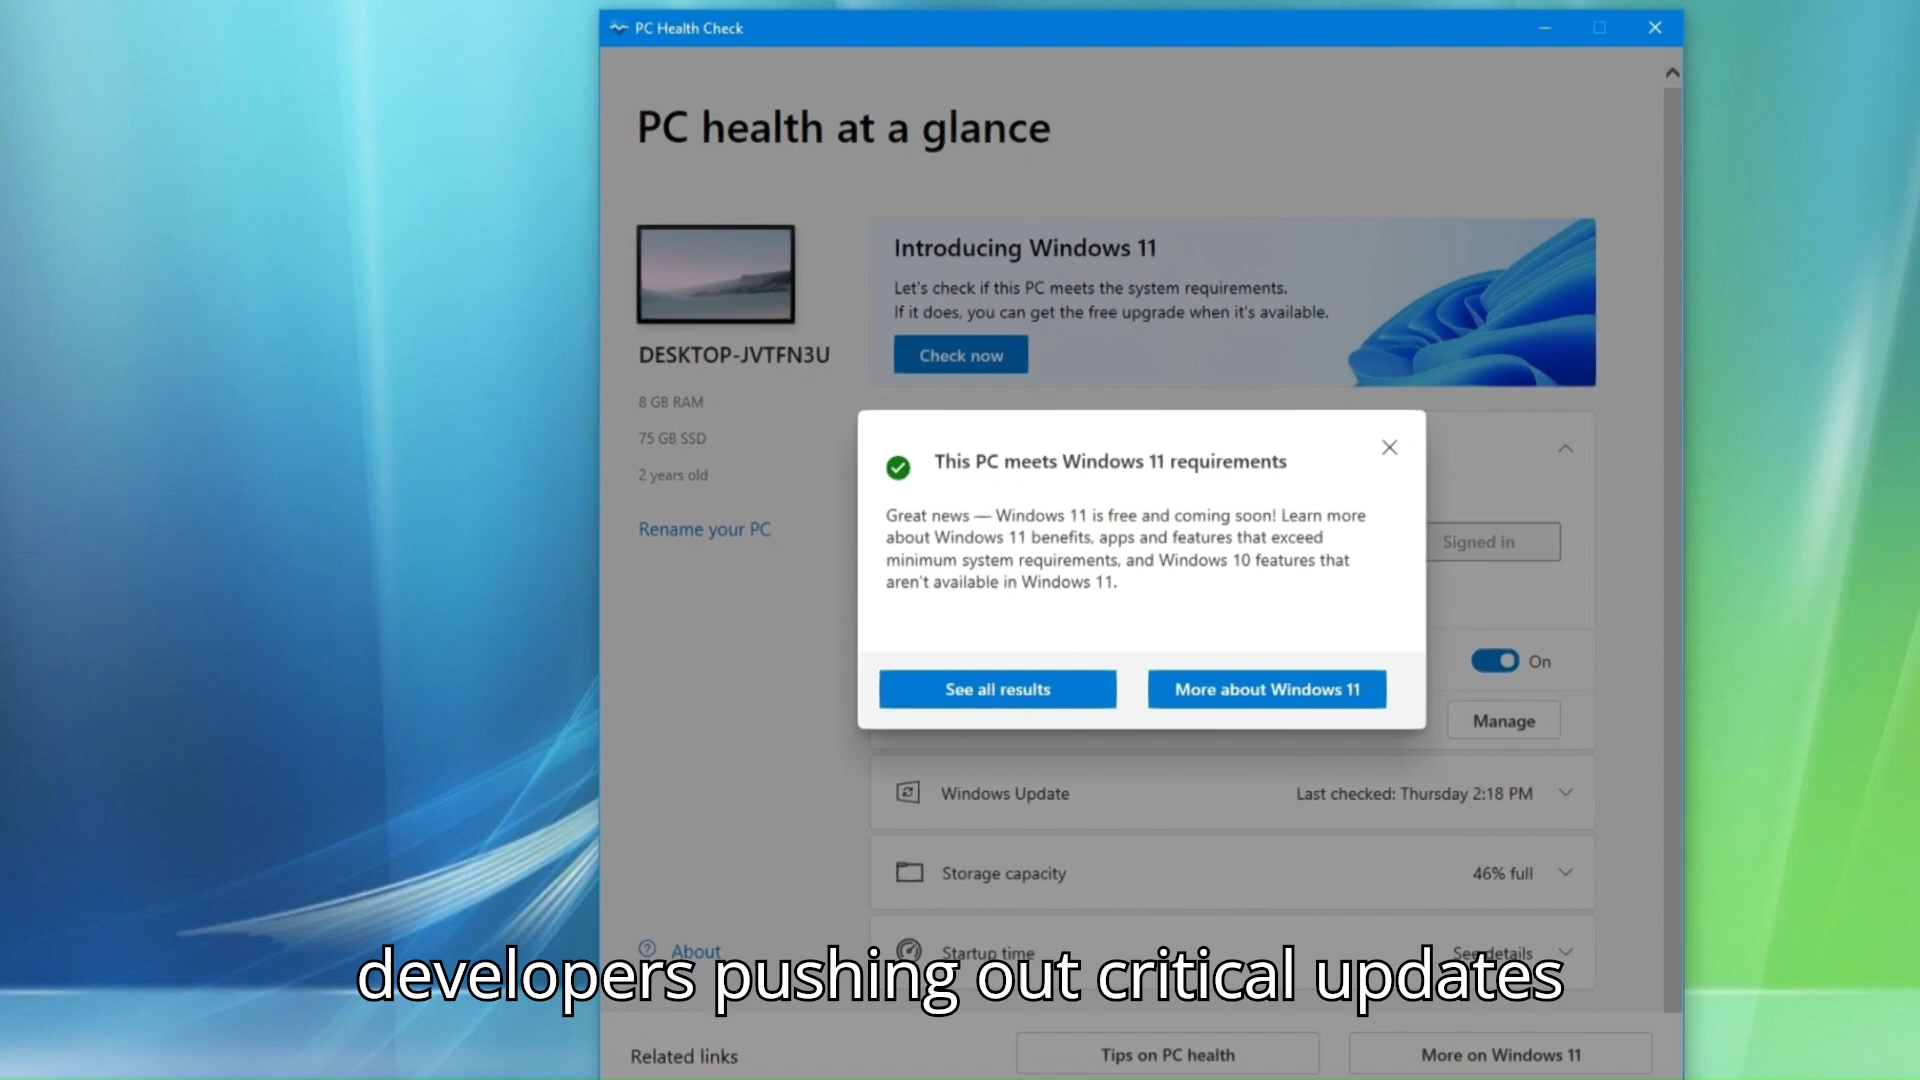 PC Health Check
PC health at a glance
DESKTOP-JVTFN3U
8 GB RAM
75 GB SSD
2 years old
Rename your PC
Introducing Windows 11
Let's check if this PC meets the system requirements.
If it does, you can get the free upgrade when it's available.
Check now
This PC meets Windows 11 requirements
Great news — Windows 11 is free and coming soon! Learn more
about Windows 11 benefits, apps and features that exceed
minimum system requirements, and Windows 10 features that
aren't available in Windows 11.
See all results
More about Windows 11
Signed in
On
Manage
Windows Update
Last checked: Thursday 2:18 PM
Storage capacity
46% full
Startup time
See details
About
developers pushing out critical updates
Related links
Tips on PC health
More on Windows 11